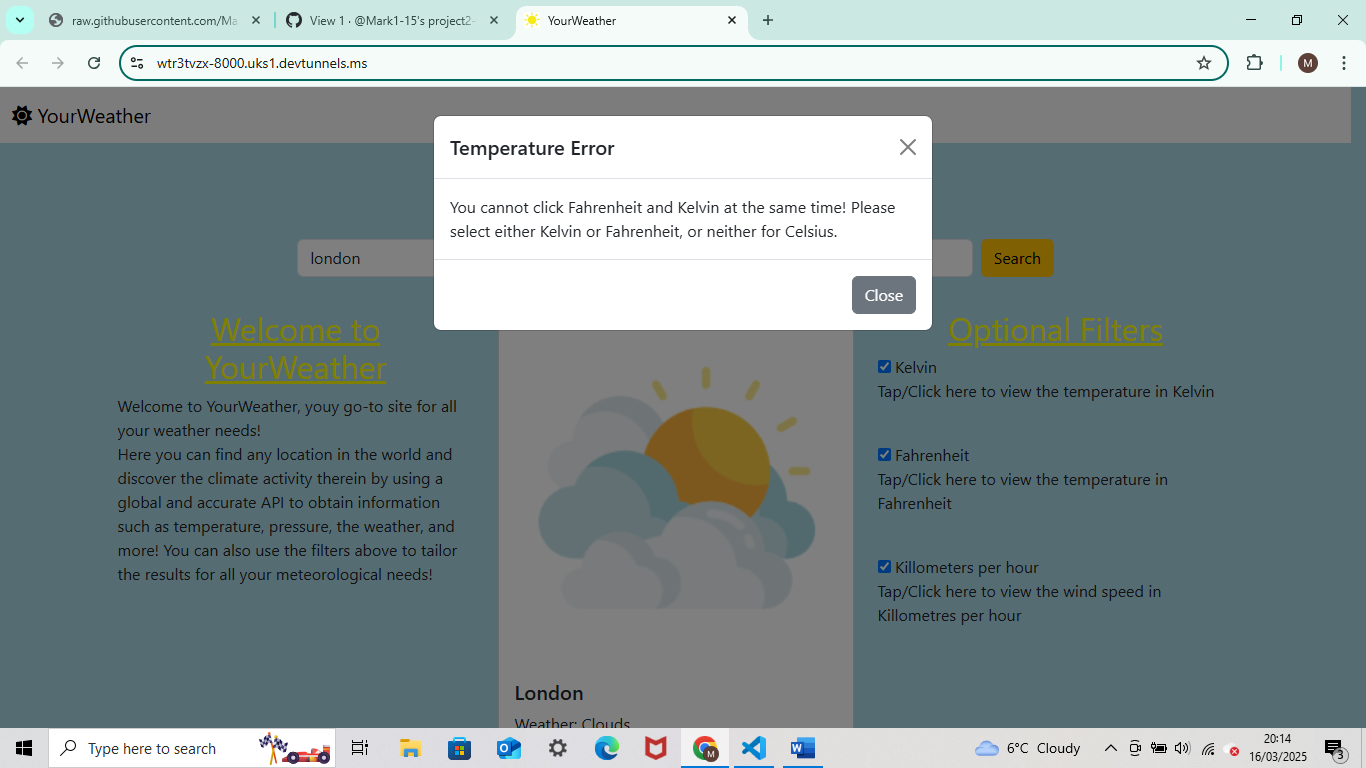 raw.githubusercontent.com/Ma
View 1 · @Mark1-15's project2-
YourWeather
wtr3tvzx-8000.uks1.devtunnels.ms
M
YourWeather
Temperature Error
You cannot click Fahrenheit and Kelvin at the same time! Please
select either Kelvin or Fahrenheit, or neither for Celsius.
Close
london
Search
Welcome to
YourWeather
Welcome to YourWeather, youy go-to site for all
your weather needs!
Here you can find any location in the world and
discover the climate activity therein by using a
global and accurate API to obtain information
such as temperature, pressure, the weather, and
more! You can also use the filters above to tailor
the results for all your meteorological needs!
London
Weather: Clouds
Optional Filters
Kelvin
Tap/Click here to view the temperature in Kelvin
Fahrenheit
Tap/Click here to view the temperature in
Fahrenheit
Killometers per hour
Tap/Click here to view the wind speed in
Killometres per hour
Type here to search
M
6°C Cloudy
20:14
16/03/2025
3